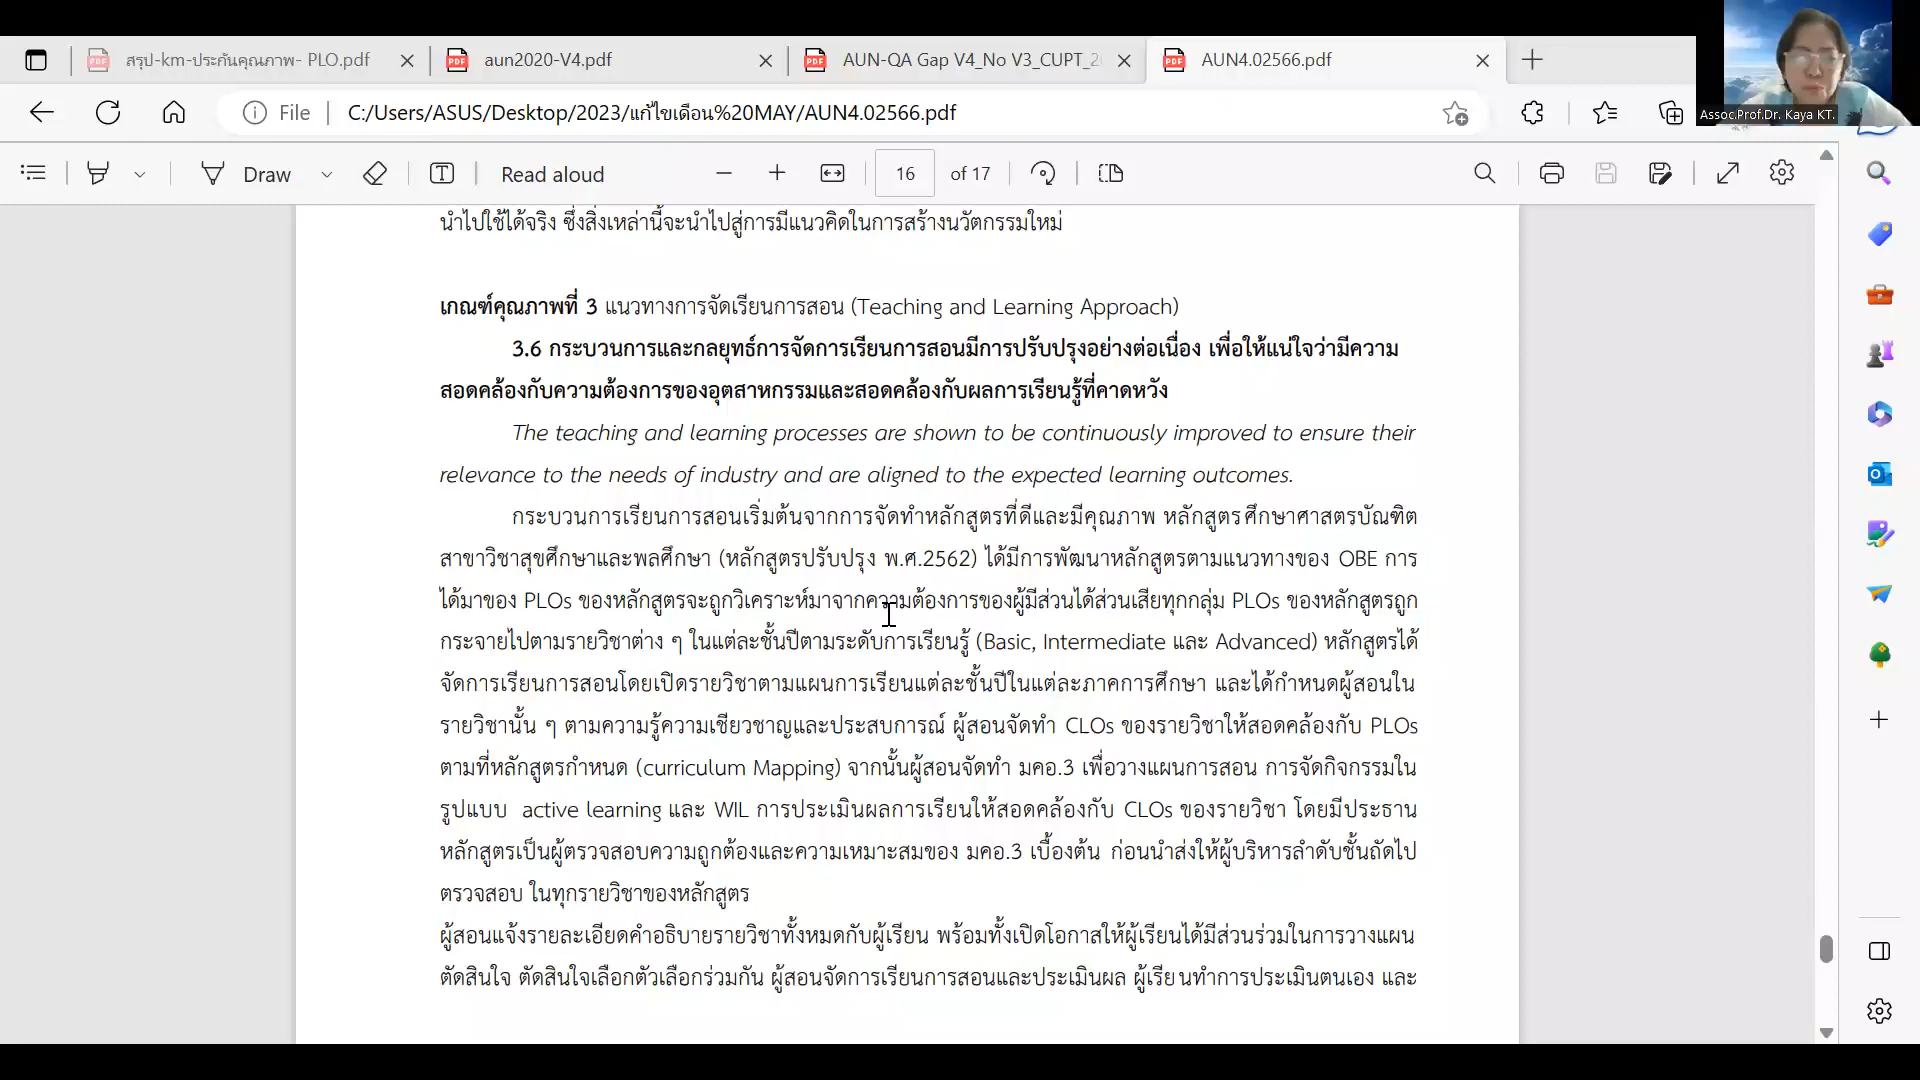 สรุป-km-ประกันคุณภาพ- PLO.pdf
aun2020-V4.pdf
AUN-QA Gap V4_No V3_CUPT_2
AUN4.02566.pdf
File
C:/Users/ASUS/Desktop/2023/แก้ไขเดือน%20MAY/AUN4.02566.pdf
Assoc.Prof.Dr. Kaya KT.
Draw
Read aloud
16 of 17
นำไปใช้ได้จริง ซึ่งสิ่งเหล่านี้จะนำไปสู่การมีแนวคิดในการสร้างนวัตกรรมใหม่
เกณฑ์คุณภาพที่ 3 แนวทางการจัดเรียนการสอน (Teaching and Learning Approach)
3.6 กระบวนการและกลยุทธ์การจัดการเรียนการสอนมีการปรับปรุงอย่างต่อเนื่อง เพื่อให้แน่ใจว่ามีความ
สอดคล้องกับความต้องการของอุตสาหกรรมและสอดคล้องกับผลการเรียนรู้ที่คาดหวัง
The teaching and learning processes are shown to be continuously improved to ensure their
relevance to the needs of industry and are aligned to the expected learning outcomes.
กระบวนการเรียนการสอนเริ่มต้นจากการจัดทำหลักสูตรที่ดีและมีคุณภาพ หลักสูตรศึกษาศาสตรบัณฑิต
สาขาวิชาสุขศึกษาและพลศึกษา (หลักสูตรปรับปรุง พ.ศ.2562) ได้มีการพัฒนาหลักสูตรตามแนวทางของ OBE การ
ได้มาของ PLOs ของหลักสูตรจะถูกวิเคราะห์มาจากความต้องการของผู้มีส่วนได้ส่วนเสียทุกกลุ่ม PLOs ของหลักสูตรถูก
กระจายไปตามรายวิชาต่าง ๆ ในแต่ละชั้นปีตามระดับการเรียนรู้ (Basic, Intermediate และ Advanced) หลักสูตรได้
จัดการเรียนการสอนโดยเปิดรายวิชาตามแผนการเรียนแต่ละชั้นปีในแต่ละภาคการศึกษา และได้กำหนดผู้สอนใน
รายวิชานั้น ๆ ตามความรู้ความเชียวชาญและประสบการณ์ ผู้สอนจัดทำ CLOs ของรายวิชาให้สอดคล้องกับ PLOs
ตามที่หลักสูตรกำหนด (curriculum Mapping) จากนั้นผู้สอนจัดทำ มคอ.3 เพื่อวางแผนการสอน การจัดกิจกรรมใน
รูปแบบ active learning และ WIL การประเมินผลการเรียนให้สอดคล้องกับ CLOs ของรายวิชา โดยมีประธาน
หลักสูตรเป็นผู้ตรวจสอบความถูกต้องและความเหมาะสมของ มคอ.3 เบื้องต้น ก่อนนำส่งให้ผู้บริหารลำดับชั้นถัดไป
ตรวจสอบ ในทุกรายวิชาของหลักสูตร
ผู้สอนแจ้งรายละเอียดคำอธิบายรายวิชาทั้งหมดกับผู้เรียน พร้อมทั้งเปิดโอกาสให้ผู้เรียนได้มีส่วนร่วมในการวางแผน
ตัดสินใจ ตัดสินใจเลือกตัวเลือกร่วมกัน ผู้สอนจัดการเรียนการสอนและประเมินผล ผู้เรียนทำการประเมินตนเอง และ